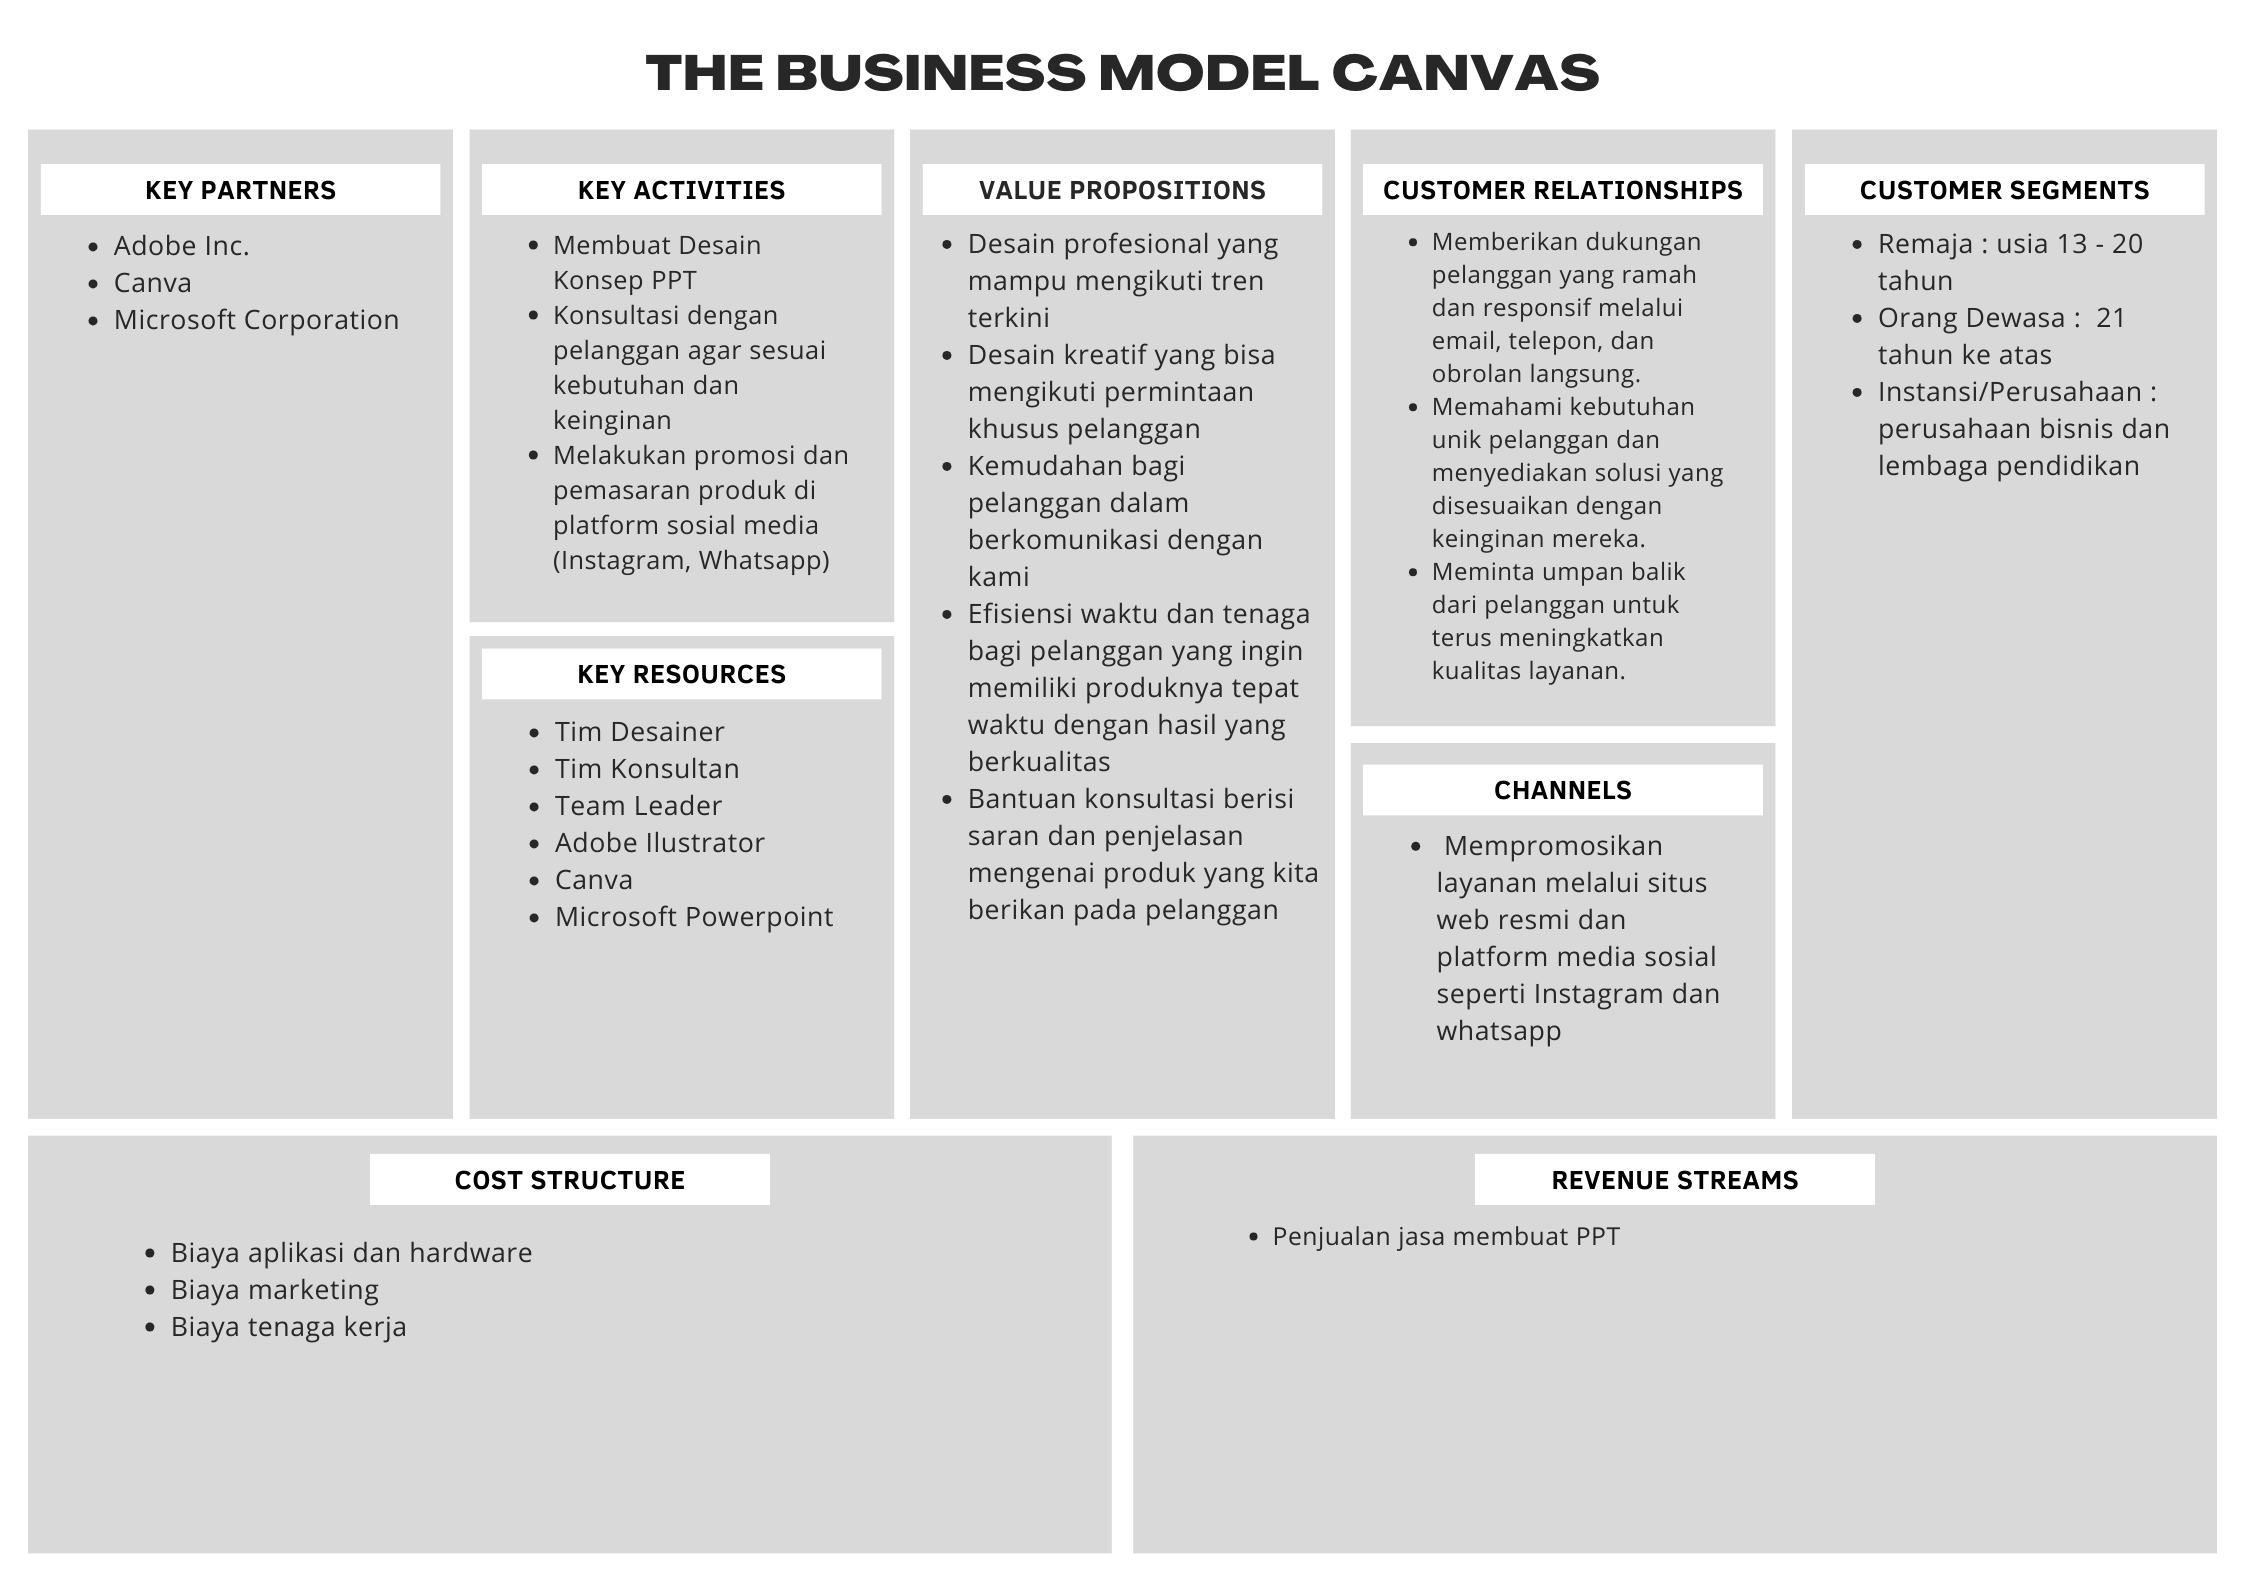 THE BUSINESS MODEL CANVAS
KEY PARTNERS
• Adobe Inc.
• Canva
• Microsoft Corporation
KEY ACTIVITIES
• Membuat Desain
Konsep PPT
• Konsultasi dengan
pelanggan agar sesuai
kebutuhan dan
keinginan
• Melakukan promosi dan
pemasaran produk di
platform sosial media
(Instagram, Whatsapp)
KEY RESOURCES
• Tim Desainer
• Tim Konsultan
• Team Leader
• Adobe Ilustrator
• Canva
• Microsoft Powerpoint
VALUE PROPOSITIONS
• Desain profesional yang
mampu mengikuti tren
terkini
• Desain kreatif yang bisa
mengikuti permintaan
khusus pelanggan
• Kemudahan bagi
pelanggan dalam
berkomunikasi dengan
kami
• Efisiensi waktu dan tenaga
bagi pelanggan yang ingin
memiliki produknya tepat
waktu dengan hasil yang
berkualitas
• Bantuan konsultasi berisi
saran dan penjelasan
mengenai produk yang kita
berikan pada pelanggan
CUSTOMER RELATIONSHIPS
• Memberikan dukungan
pelanggan yang ramah
dan responsif melalui
email, telepon, dan
obrolan langsung.
• Memahami kebutuhan
unik pelanggan dan
menyediakan solusi yang
disesuaikan dengan
keinginan mereka.
• Meminta umpan balik
dari pelanggan untuk
terus meningkatkan
kualitas layanan.
CHANNELS
• Mempromosikan
layanan melalui situs
web resmi dan
platform media sosial
seperti Instagram dan
whatsapp
CUSTOMER SEGMENTS
• Remaja : usia 13 - 20
tahun
• Orang Dewasa :  21
tahun ke atas
• Instansi/Perusahaan :
perusahaan bisnis dan
lembaga pendidikan
COST STRUCTURE
• Biaya aplikasi dan hardware
• Biaya marketing
• Biaya tenaga kerja
REVENUE STREAMS
• Penjualan jasa membuat PPT